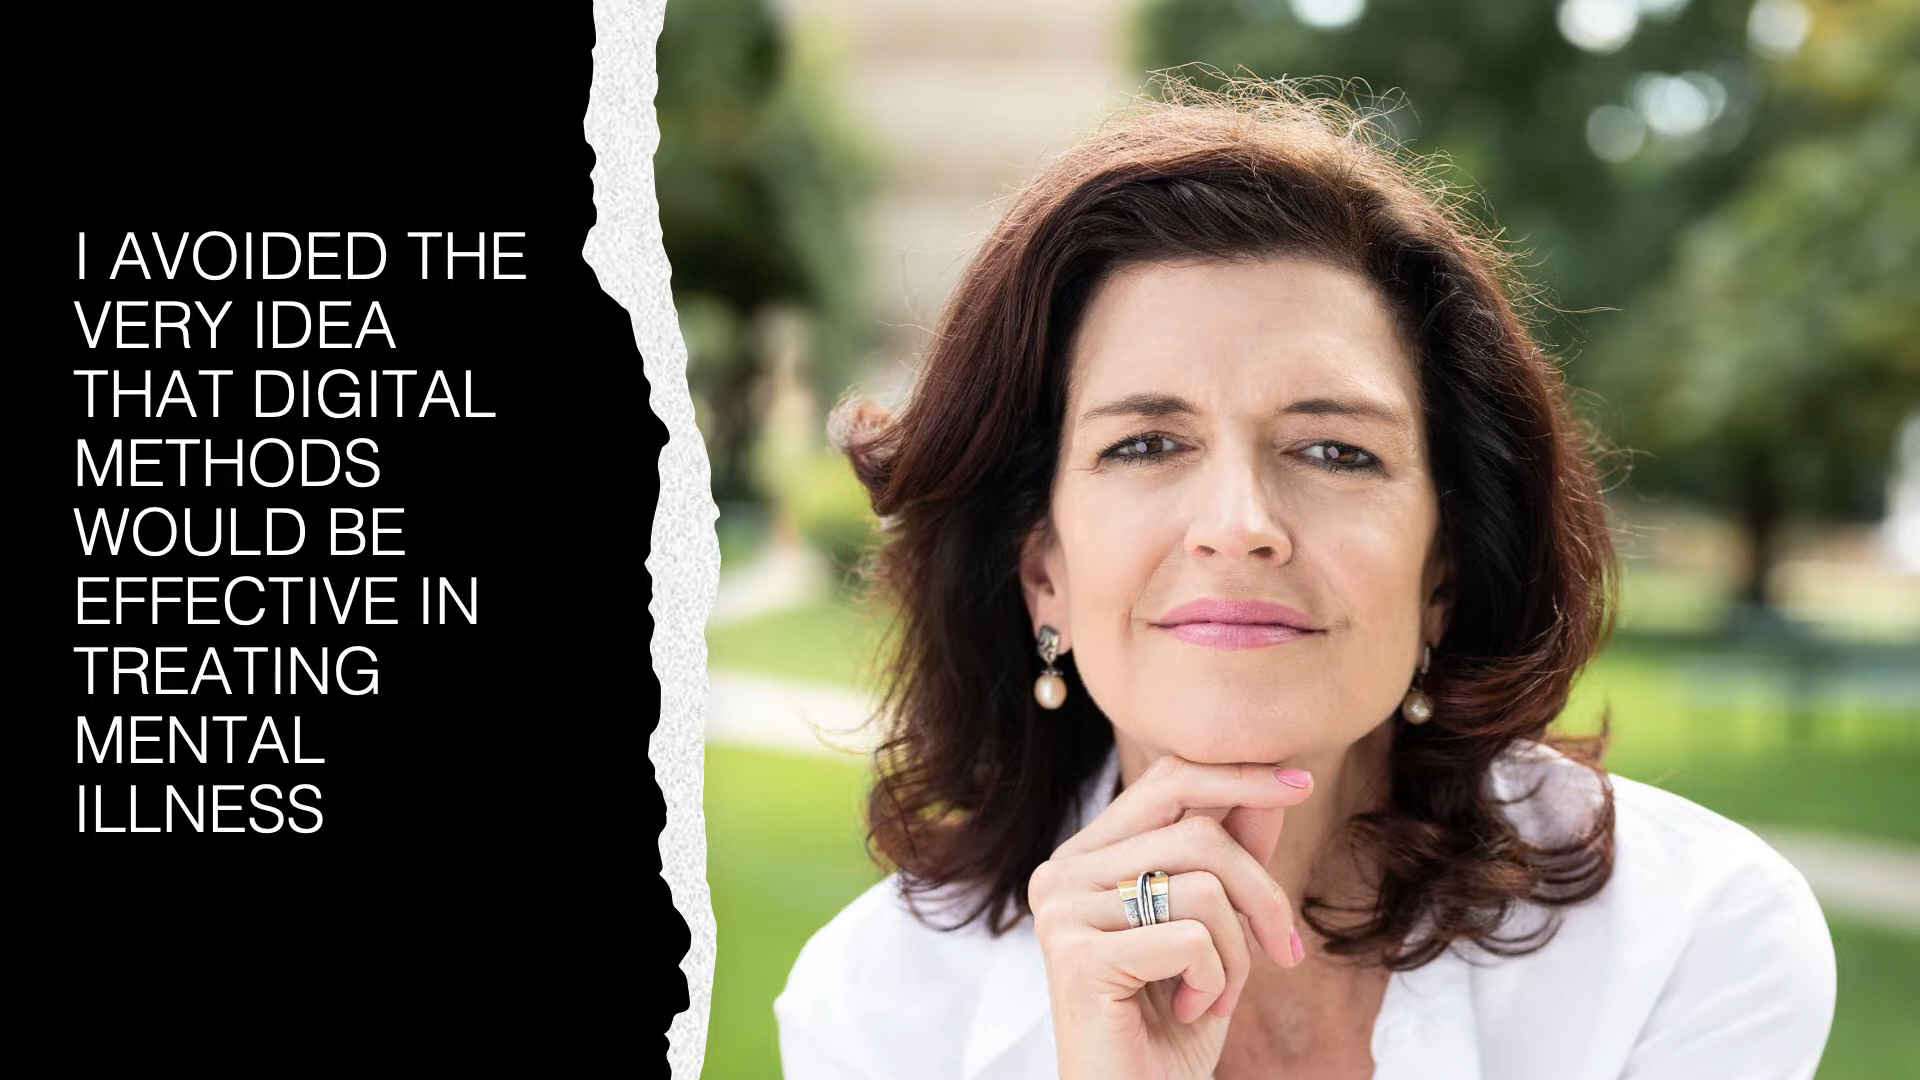 I AVOIDED THE
VERY IDEA
THAT DIGITAL
METHODS
WOULD BE
EFFECTIVE IN
TREATING
MENTAL
ILLNESS